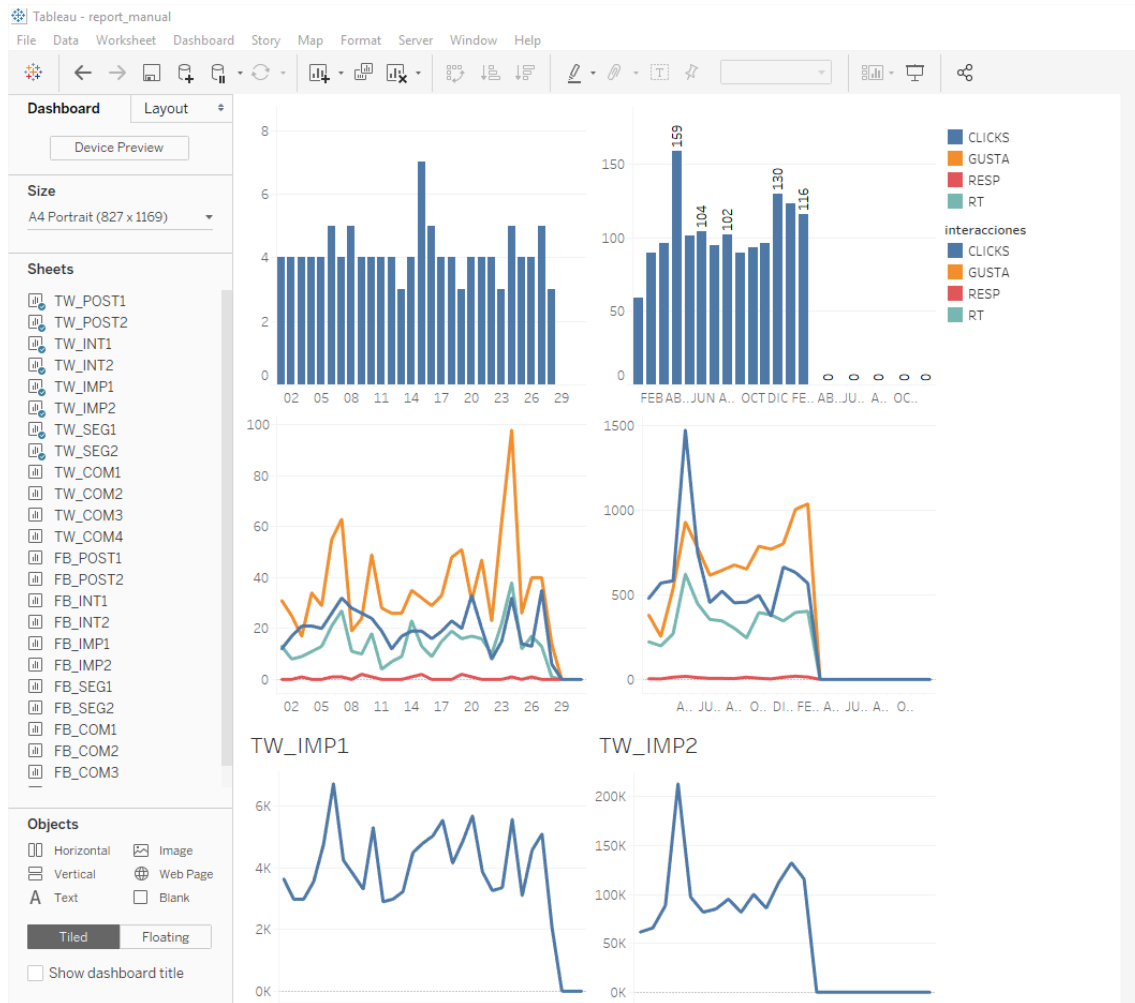 Tableau - report_manual
File Data Worksheet Dashboard Story Map Format Server Window Help
Dashboard Layout
Device Preview
Size
A4 Portrait (827 x 1169)
Sheets
TW_POST1
TW_POST2
TW_INT1
TW_INT2
TW_IMP1
TW_IMP2
TW_SEG1
TW_SEG2
TW_COM1
TW_COM2
TW_COM3
TW_COM4
FB_POST1
FB_POST2
FB_INT1
FB_INT2
FB_IMP1
FB_IMP2
FB_SEG1
FB_SEG2
FB_COM1
FB_COM2
FB_COM3
Objects
Horizontal Image
Vertical Web Page
A Text Blank
Tiled Floating
Show dashboard title
8
6
4
2
0
02 05 08 11 14 17 20 23 26 29
150
100
50
0
159 104 102 130 116 0 0 0 0 0
FEB AB.. JUN A.. OCT DIC FE.. AB.. JU.. A.. OC..
CLICKS
GUSTA
RESP
RT
interacciones
CLICKS
GUSTA
RESP
RT
100
80
60
40
20
0
02 05 08 11 14 17 20 23 26 29
1500
1000
500
0
A.. JU.. A.. O.. DI.. FE.. A.. JU.. A.. O..
TW_IMP1
6K
4K
2K
0K
TW_IMP2
200K
150K
100K
50K
0K